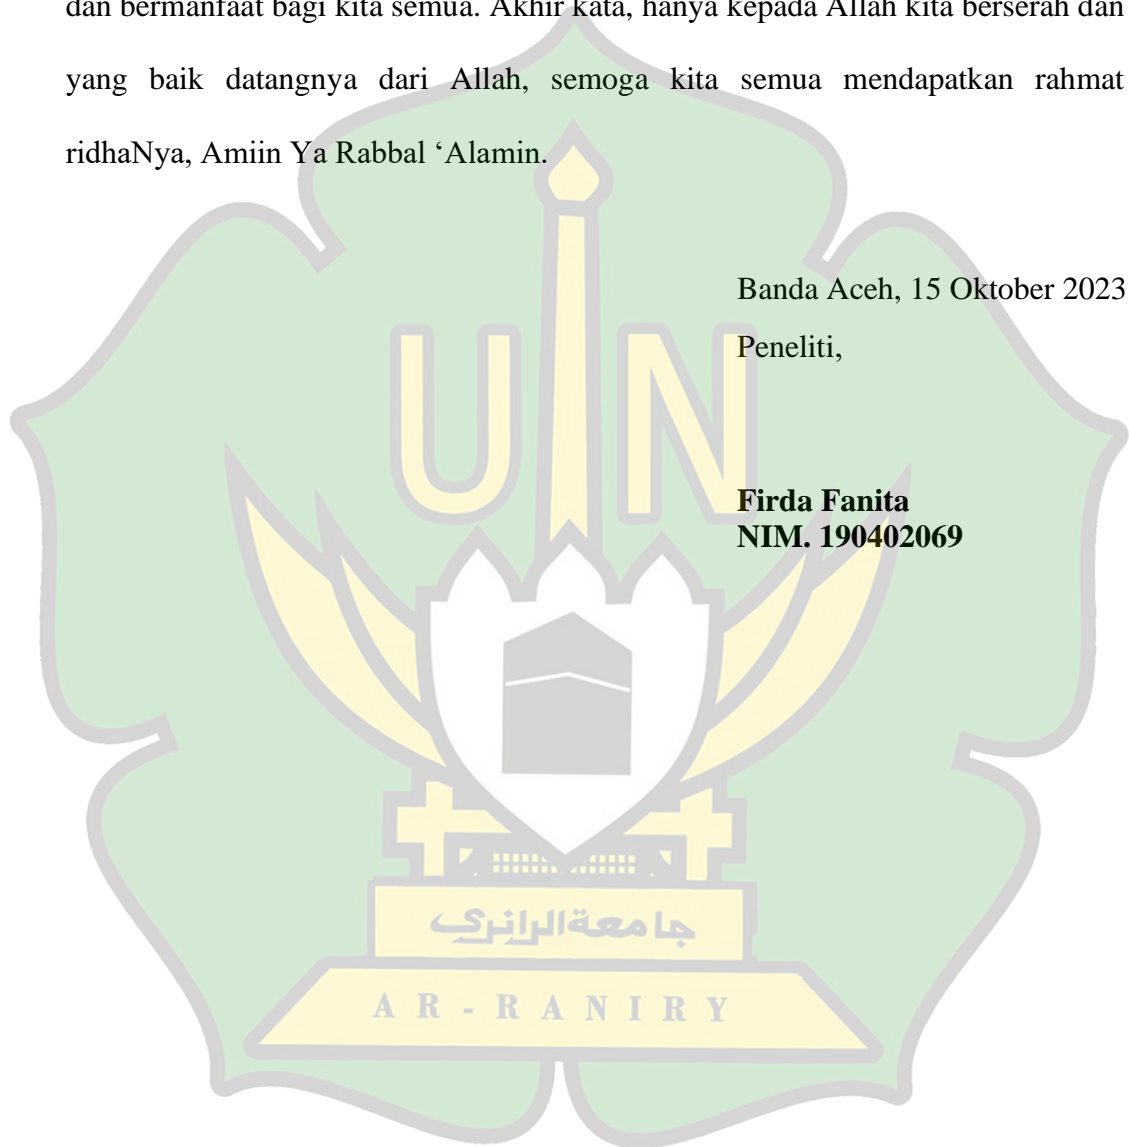 dan bermanfaat bagi kita semua. Akhir kata, hanya kepada Allah kita berserah dan
yang baik datangnya dari Allah, semoga kita semua mendapatkan rahmat
ridhaNya, Amiin Ya Rabbal ‘Alamin.
Banda Aceh, 15 Oktober 2023
Peneliti,
UIN
Firda Fanita
NIM. 190402069
جامعةالرانرك
AR-RANIRY